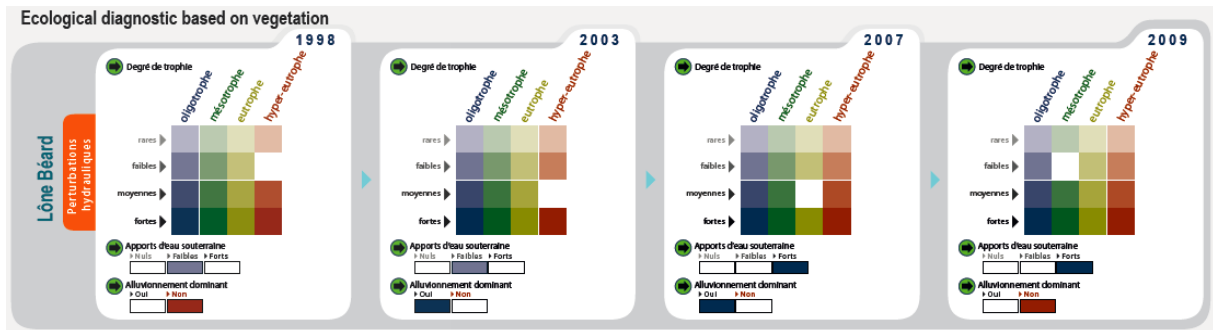 Ecological diagnostic based on vegetation
Lône Béard
Perturbations
hydrauliques
1998
Degré de trophie
oligotrophe
mésotrophe
eutrophe
hyper-eutrophe
rares
faibles
moyennes
fortes
Apports d'eau souterraine
Nuls Faibles Forts
Alluvionnement dominant
Oui Non
2003
Degré de trophie
oligotrophe
mésotrophe
eutrophe
hyper-eutrophe
rares
faibles
moyennes
fortes
Apports d'eau souterraine
Nuls Faibles Forts
Alluvionnement dominant
Oui Non
2007
Degré de trophie
oligotrophe
mésotrophe
eutrophe
hyper-eutrophe
rares
faibles
moyennes
fortes
Apports d'eau souterraine
Nuls Faibles Forts
Alluvionnement dominant
Oui Non
2009
Degré de trophie
oligotrophe
mésotrophe
eutrophe
hyper-eutrophe
rares
faibles
moyennes
fortes
Apports d'eau souterraine
Nuls Faibles Forts
Alluvionnement dominant
Oui Non